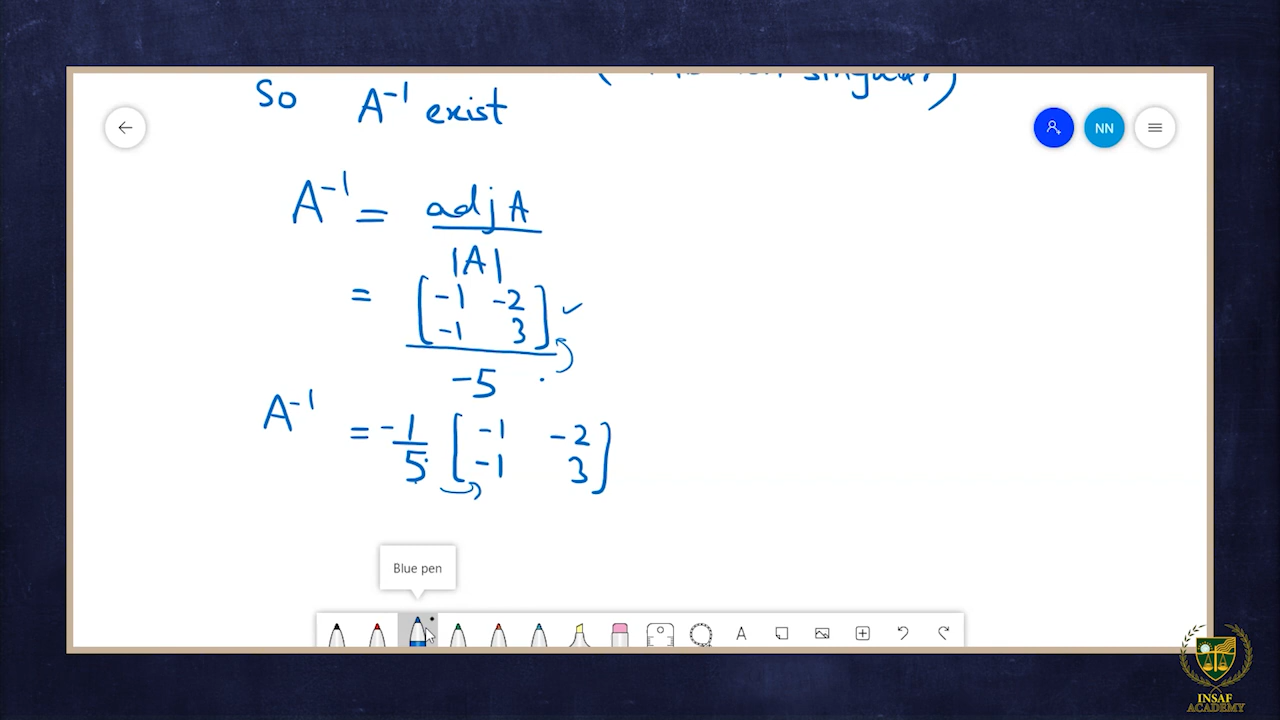 singular)
So A⁻¹ exist
NN
A⁻¹ = adj A
|A|
= [ -1 -2
-1 3 ] ✓
-5
A⁻¹ = -1/5 [ -1 -2
-1 3 ]
Blue pen
A
INSAF
ACADEMY